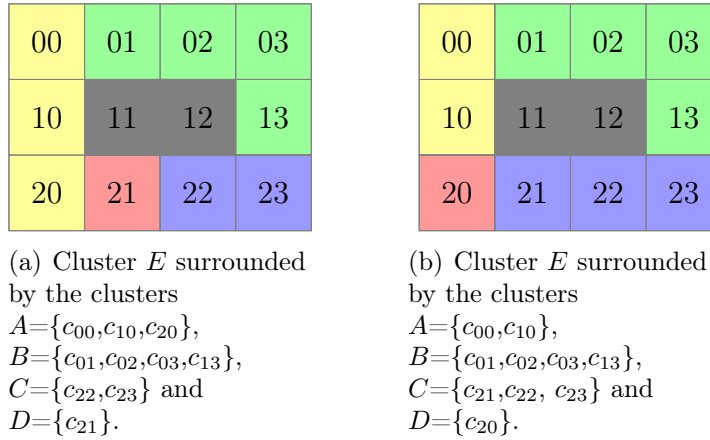 00 01 02 03
10 11 12 13
20 21 22 23
(a) Cluster E surrounded
by the clusters
A={c00,c10,c20},
B={c01,c02,c03,c13},
C={c22,c23} and
D={c21}.
00 01 02 03
10 11 12 13
20 21 22 23
(b) Cluster E surrounded
by the clusters
A={c00,c10},
B={c01,c02,c03,c13},
C={c21,c22, c23} and
D={c20}.